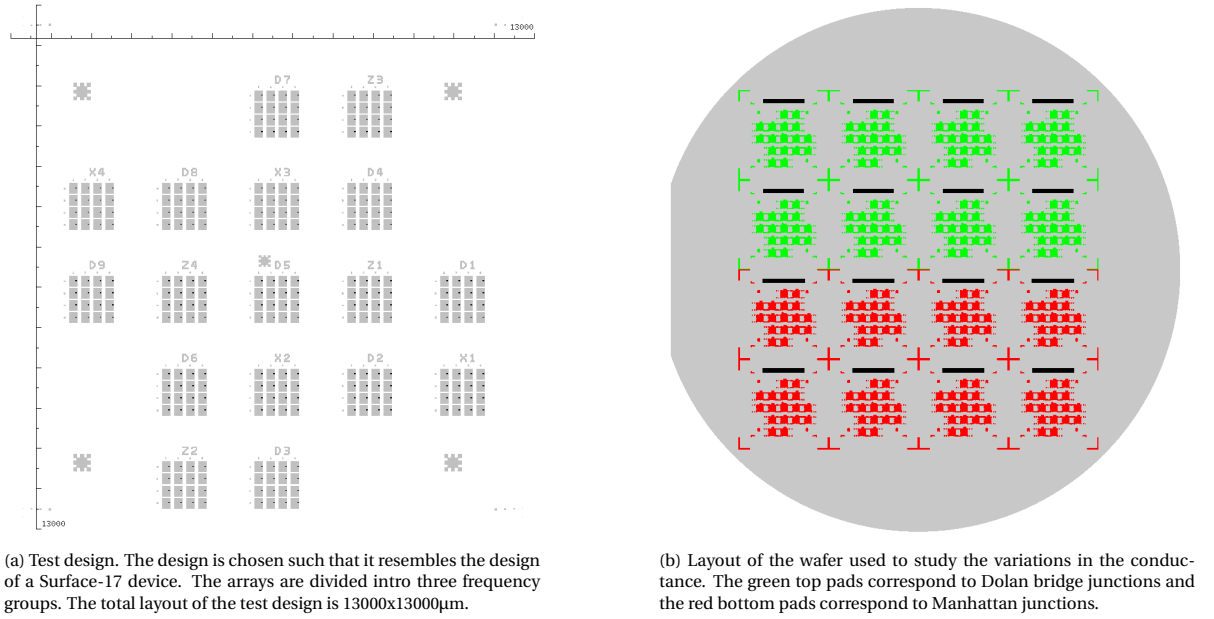 13000
D7 Z3
X4 D8 X3 D4
D9 Z4 D5 Z1 D1
D6 X2 D2 X1
Z2 D3
13000
(a) Test design. The design is chosen such that it resembles the design
of a Surface-17 device. The arrays are divided intro three frequency
groups. The total layout of the test design is 13000x13000μm.
(b) Layout of the wafer used to study the variations in the conduc-
tance. The green top pads correspond to Dolan bridge junctions and
the red bottom pads correspond to Manhattan junctions.